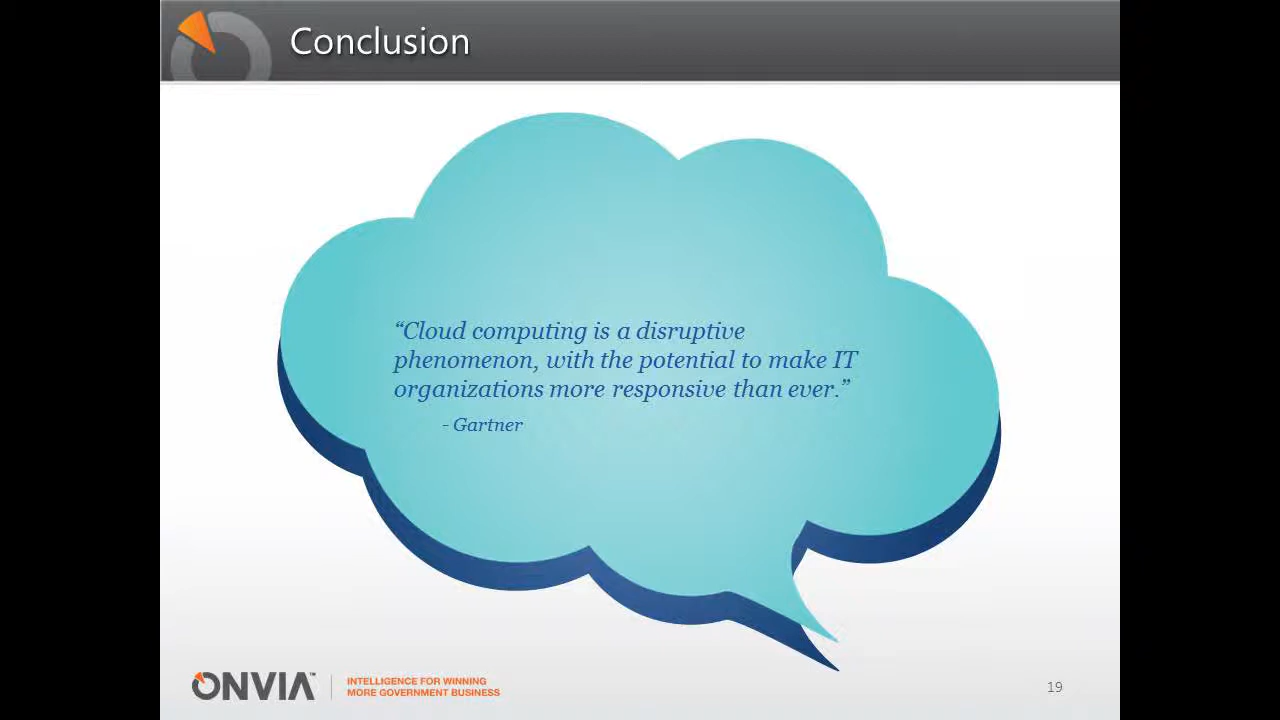 Conclusion
“Cloud computing is a disruptive
phenomenon, with the potential to make IT
organizations more responsive than ever.”
- Gartner
ONVIA™
INTELLIGENCE FOR WINNING
MORE GOVERNMENT BUSINESS
19